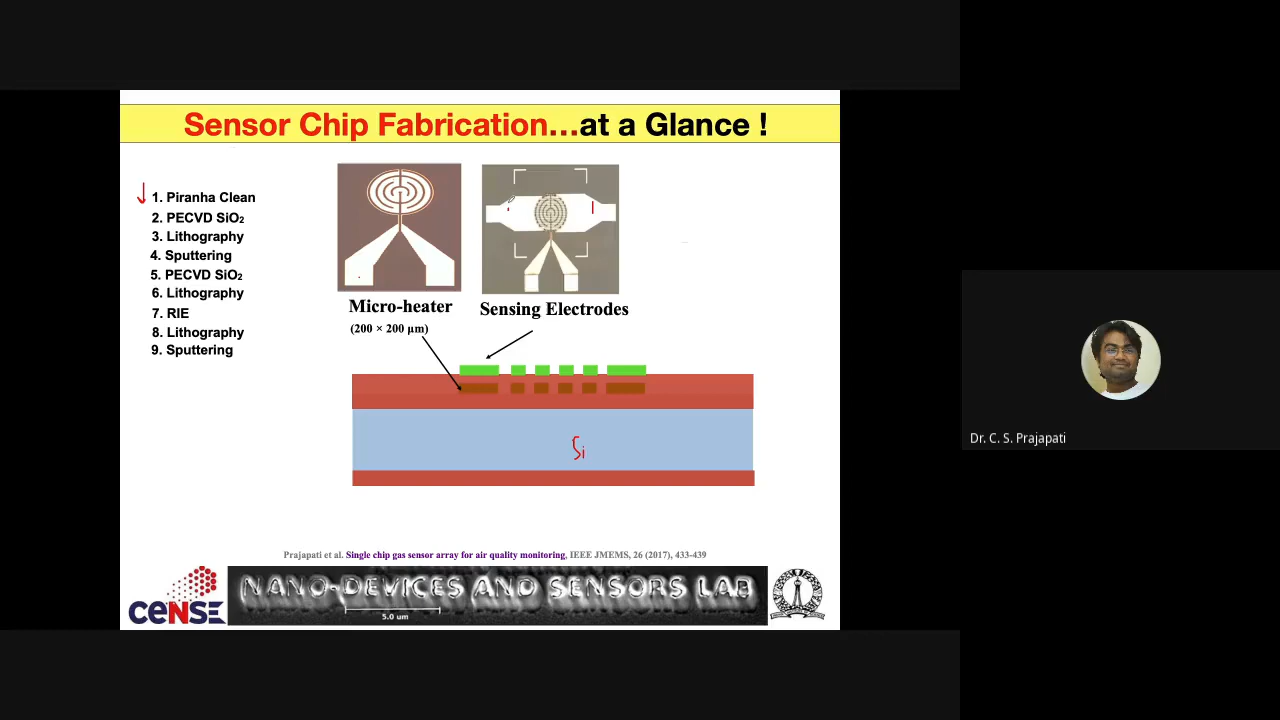 Sensor Chip Fabrication...at a Glance !
1. Piranha Clean
2. PECVD SiO₂
3. Lithography
4. Sputtering
5. PECVD SiO₂
6. Lithography
7. RIE
8. Lithography
9. Sputtering
Micro-heater
(200 × 200 μm)
Sensing Electrodes
Si
Prajapati et al. Single chip gas sensor array for air quality monitoring, IEEE JMEMS, 26 (2017), 433-439
CeNSE
NANO-DEVICES AND SENSORS LAB
5.0 um
Dr. C. S. Prajapati